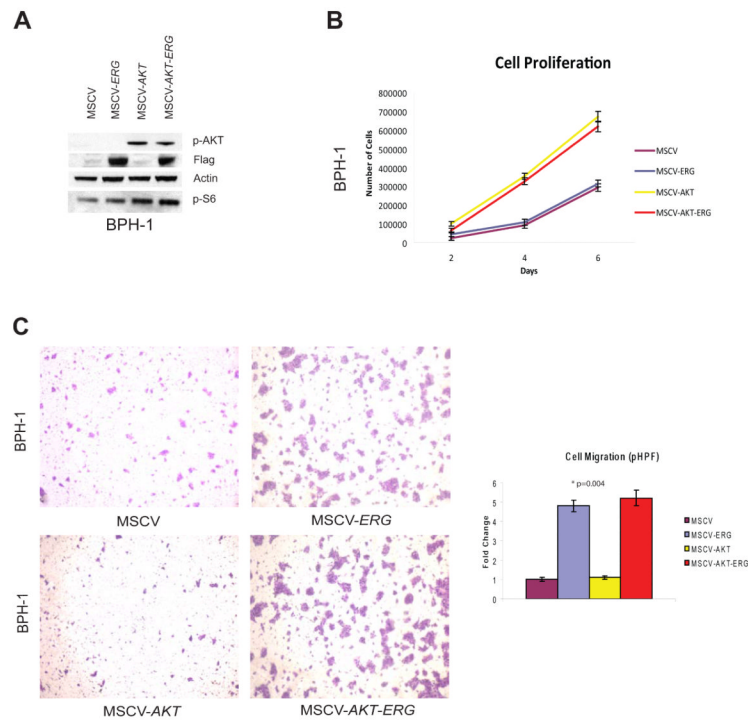 A
MSCV
MSCV-ERG
MSCV-AKT
MSCV-AKT-ERG
p-AKT
Flag
Actin
p-S6
BPH-1
B
Cell Proliferation
BPH-1
Number of Cells
800000
700000
600000
500000
400000
300000
200000
100000
0
2 4 6
Days
MSCV
MSCV-ERG
MSCV-AKT
MSCV-AKT-ERG
C
BPH-1
MSCV
MSCV-ERG
BPH-1
MSCV-AKT
MSCV-AKT-ERG
Cell Migration (pHPF)
* p=0.004
Fold Change
6
5
4
3
2
1
0
MSCV
MSCV-ERG
MSCV-AKT
MSCV-AKT-ERG